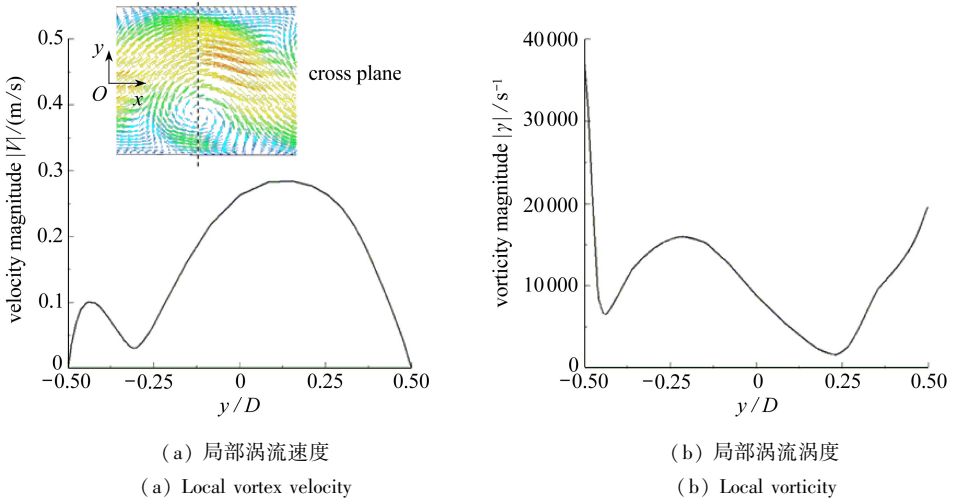 velocity magnitude |V|/(m/s)
0.5
0.4
0.3
0.2
0.1
0
y
O
x
cross plane
−0.50
−0.25
0
0.25
0.50
y/D
(a) 局部涡流速度
(a) Local vortex velocity
vorticity magnitude |γ|/s⁻¹
40 000
30 000
20 000
10 000
0
−0.50
−0.25
0
0.25
0.50
y/D
(b) 局部涡流涡度
(b) Local vorticity